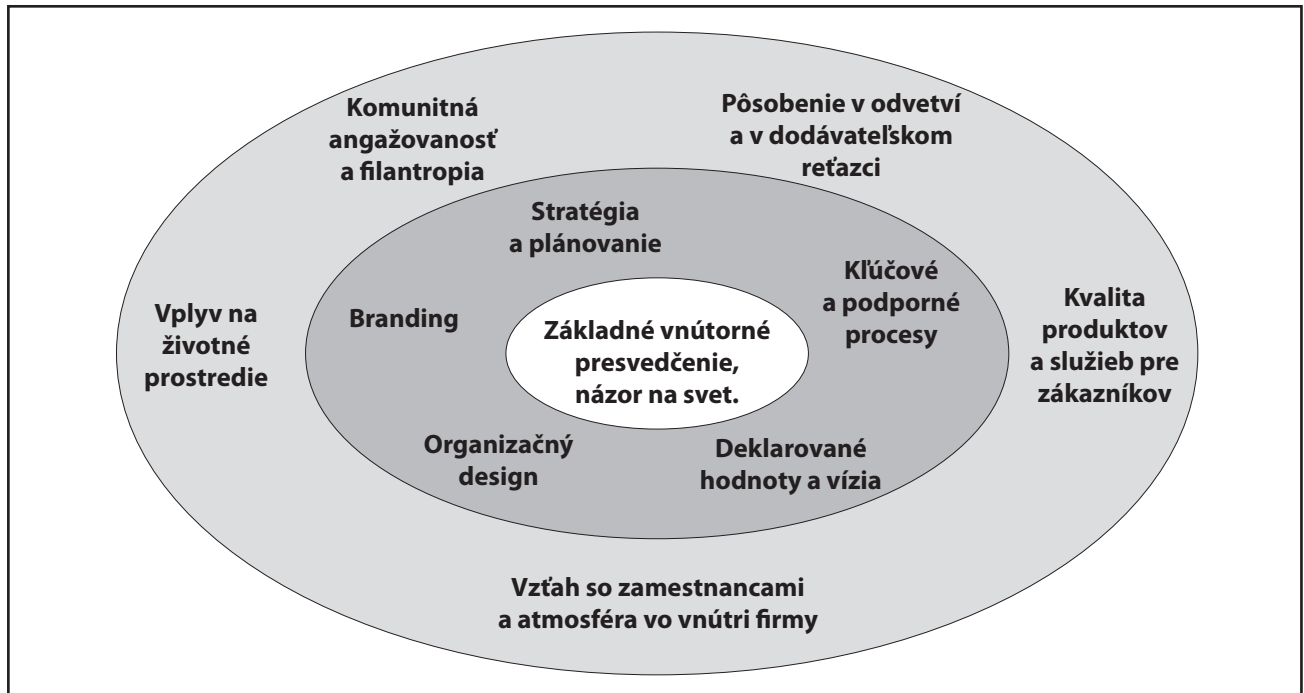 Komunitná
angažovanosť
a filantropia
Pôsobenie v odvetví
a v dodávateľskom
reťazci
Stratégia
a plánovanie
Kľúčové
a podporné
procesy
Vplyv na
životné
prostredie
Branding
Základné vnútorné
presvedčenie,
názor na svet.
Kvalita
produktov
a služieb pre
zákazníkov
Organizačný
design
Deklarované
hodnoty a vízia
Vzťah so zamestnancami
a atmosféra vo vnútri firmy